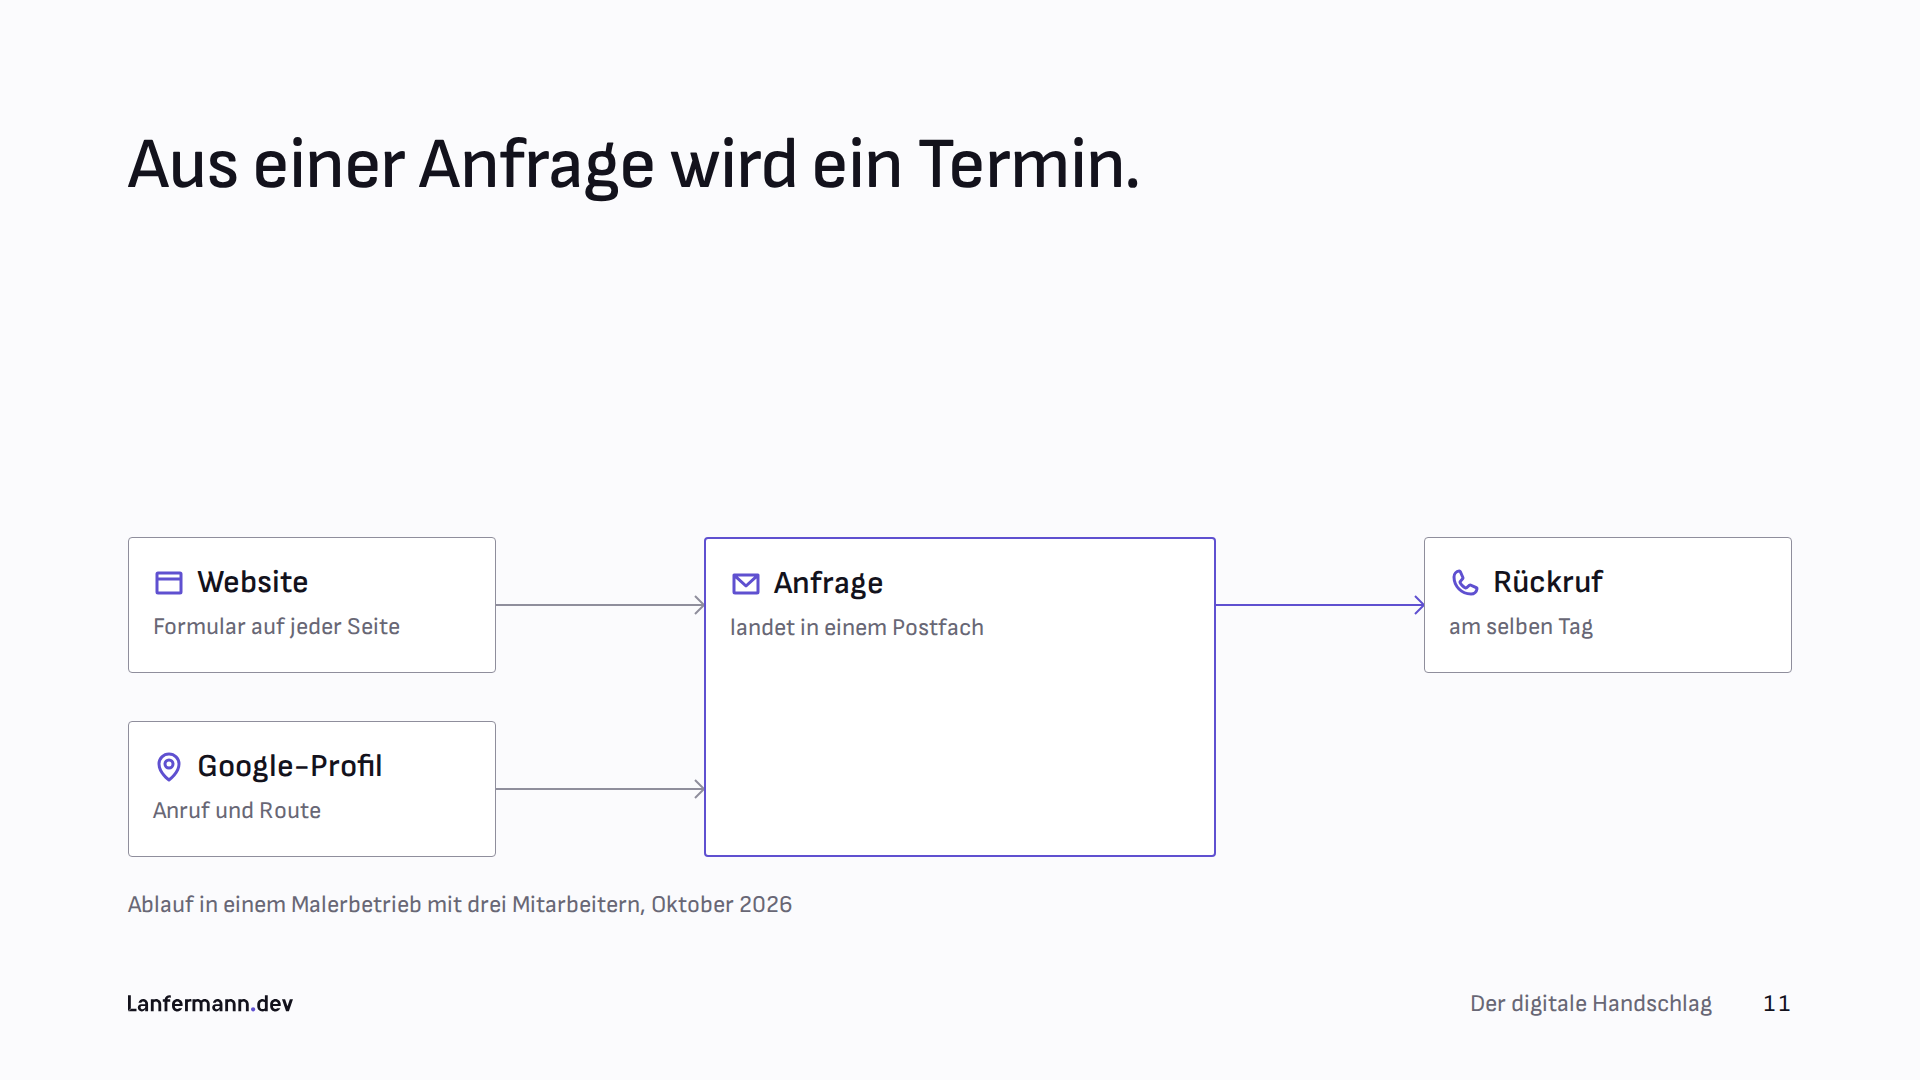 Aus einer Anfrage wird ein Termin.
Website
Formular auf jeder Seite
Google-Profil
Anruf und Route
Anfrage
landet in einem Postfach
Rückruf
am selben Tag
Ablauf in einem Malerbetrieb mit drei Mitarbeitern, Oktober 2026
Lanfermann.dev
Der digitale Handschlag
11